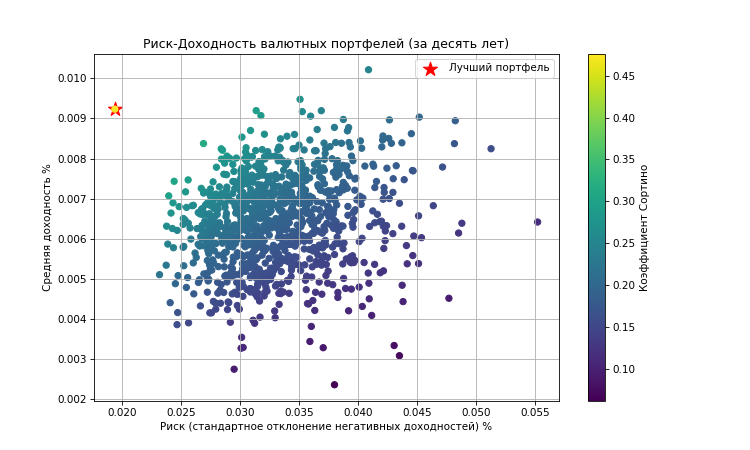 Риск-Доходность валютных портфелей (за десять лет)
Лучший портфель
0.010
0.009
0.008
0.007
0.006
0.005
0.004
0.003
0.002
Средняя доходность %
0.020 0.025 0.030 0.035 0.040 0.045 0.050 0.055
Риск (стандартное отклонение негативных доходностей) %
0.45
0.40
0.35
0.30
0.25
0.20
0.15
0.10
Коэффициент Сортино